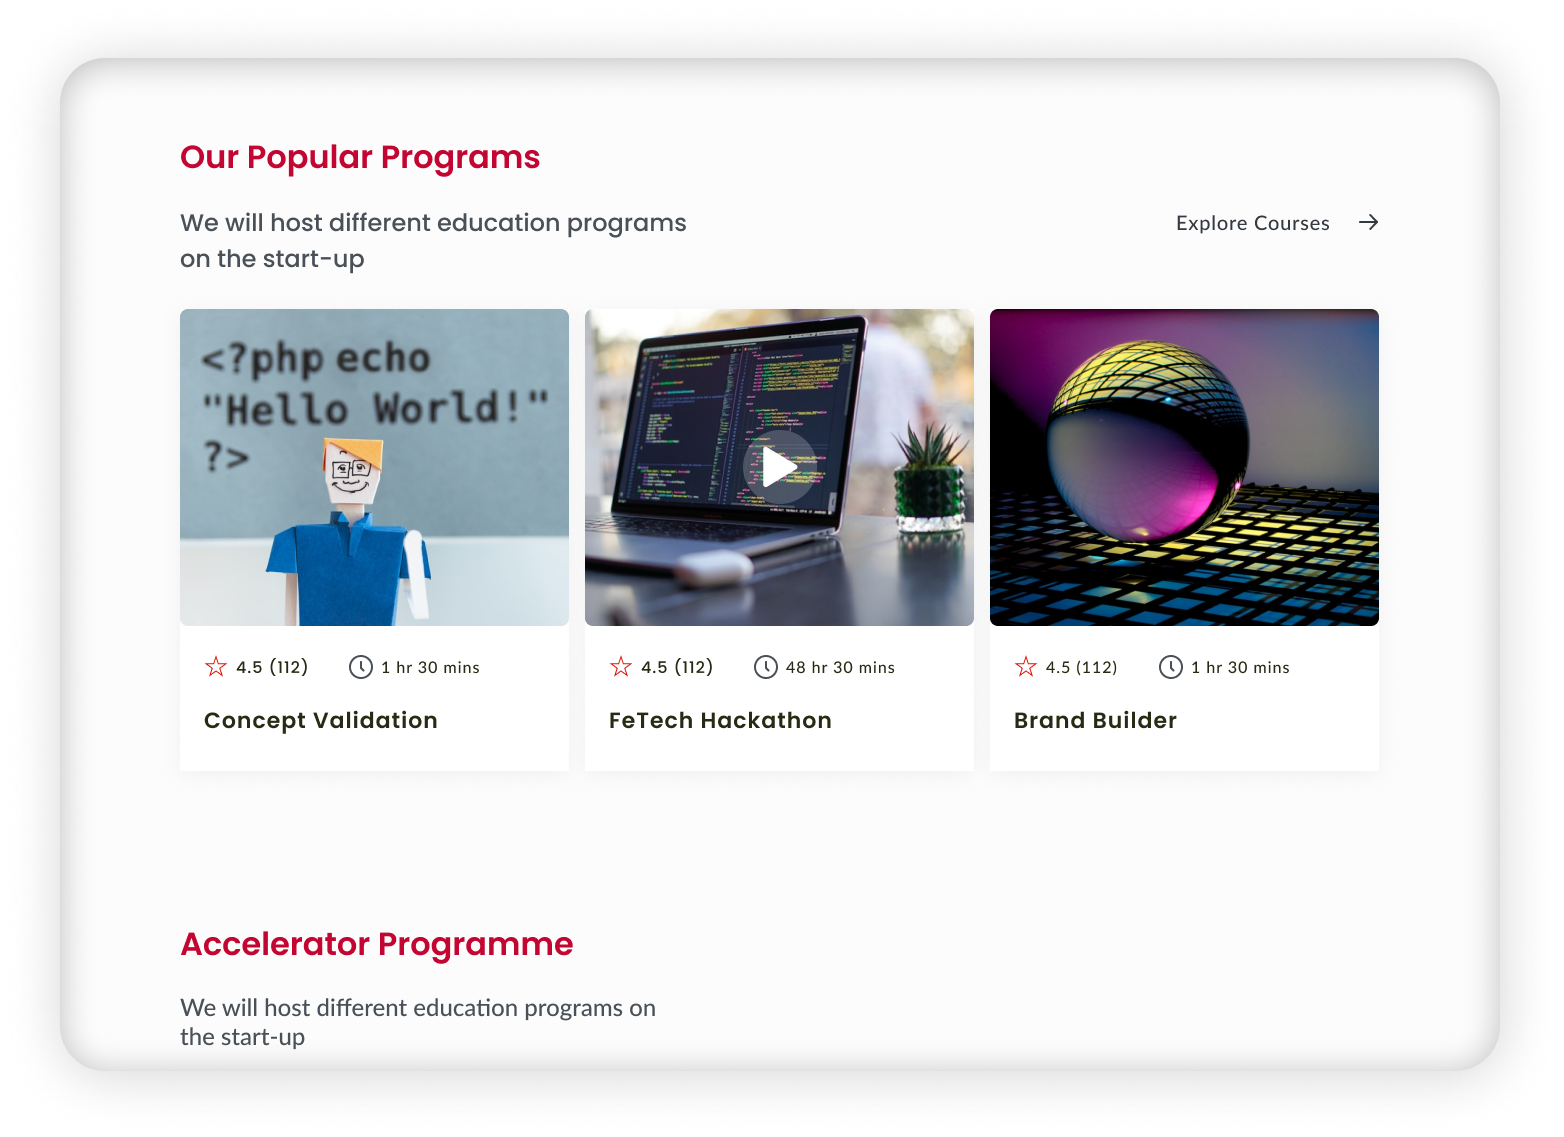 Our Popular Programs
We will host different education programs
on the start-up
Explore Courses
<?php echo
"Hello World!"
?>
4.5 (112)
1 hr 30 mins
Concept Validation
4.5 (112)
48 hr 30 mins
FeTech Hackathon
4.5 (112)
1 hr 30 mins
Brand Builder
Accelerator Programme
We will host different education programs on
the start-up